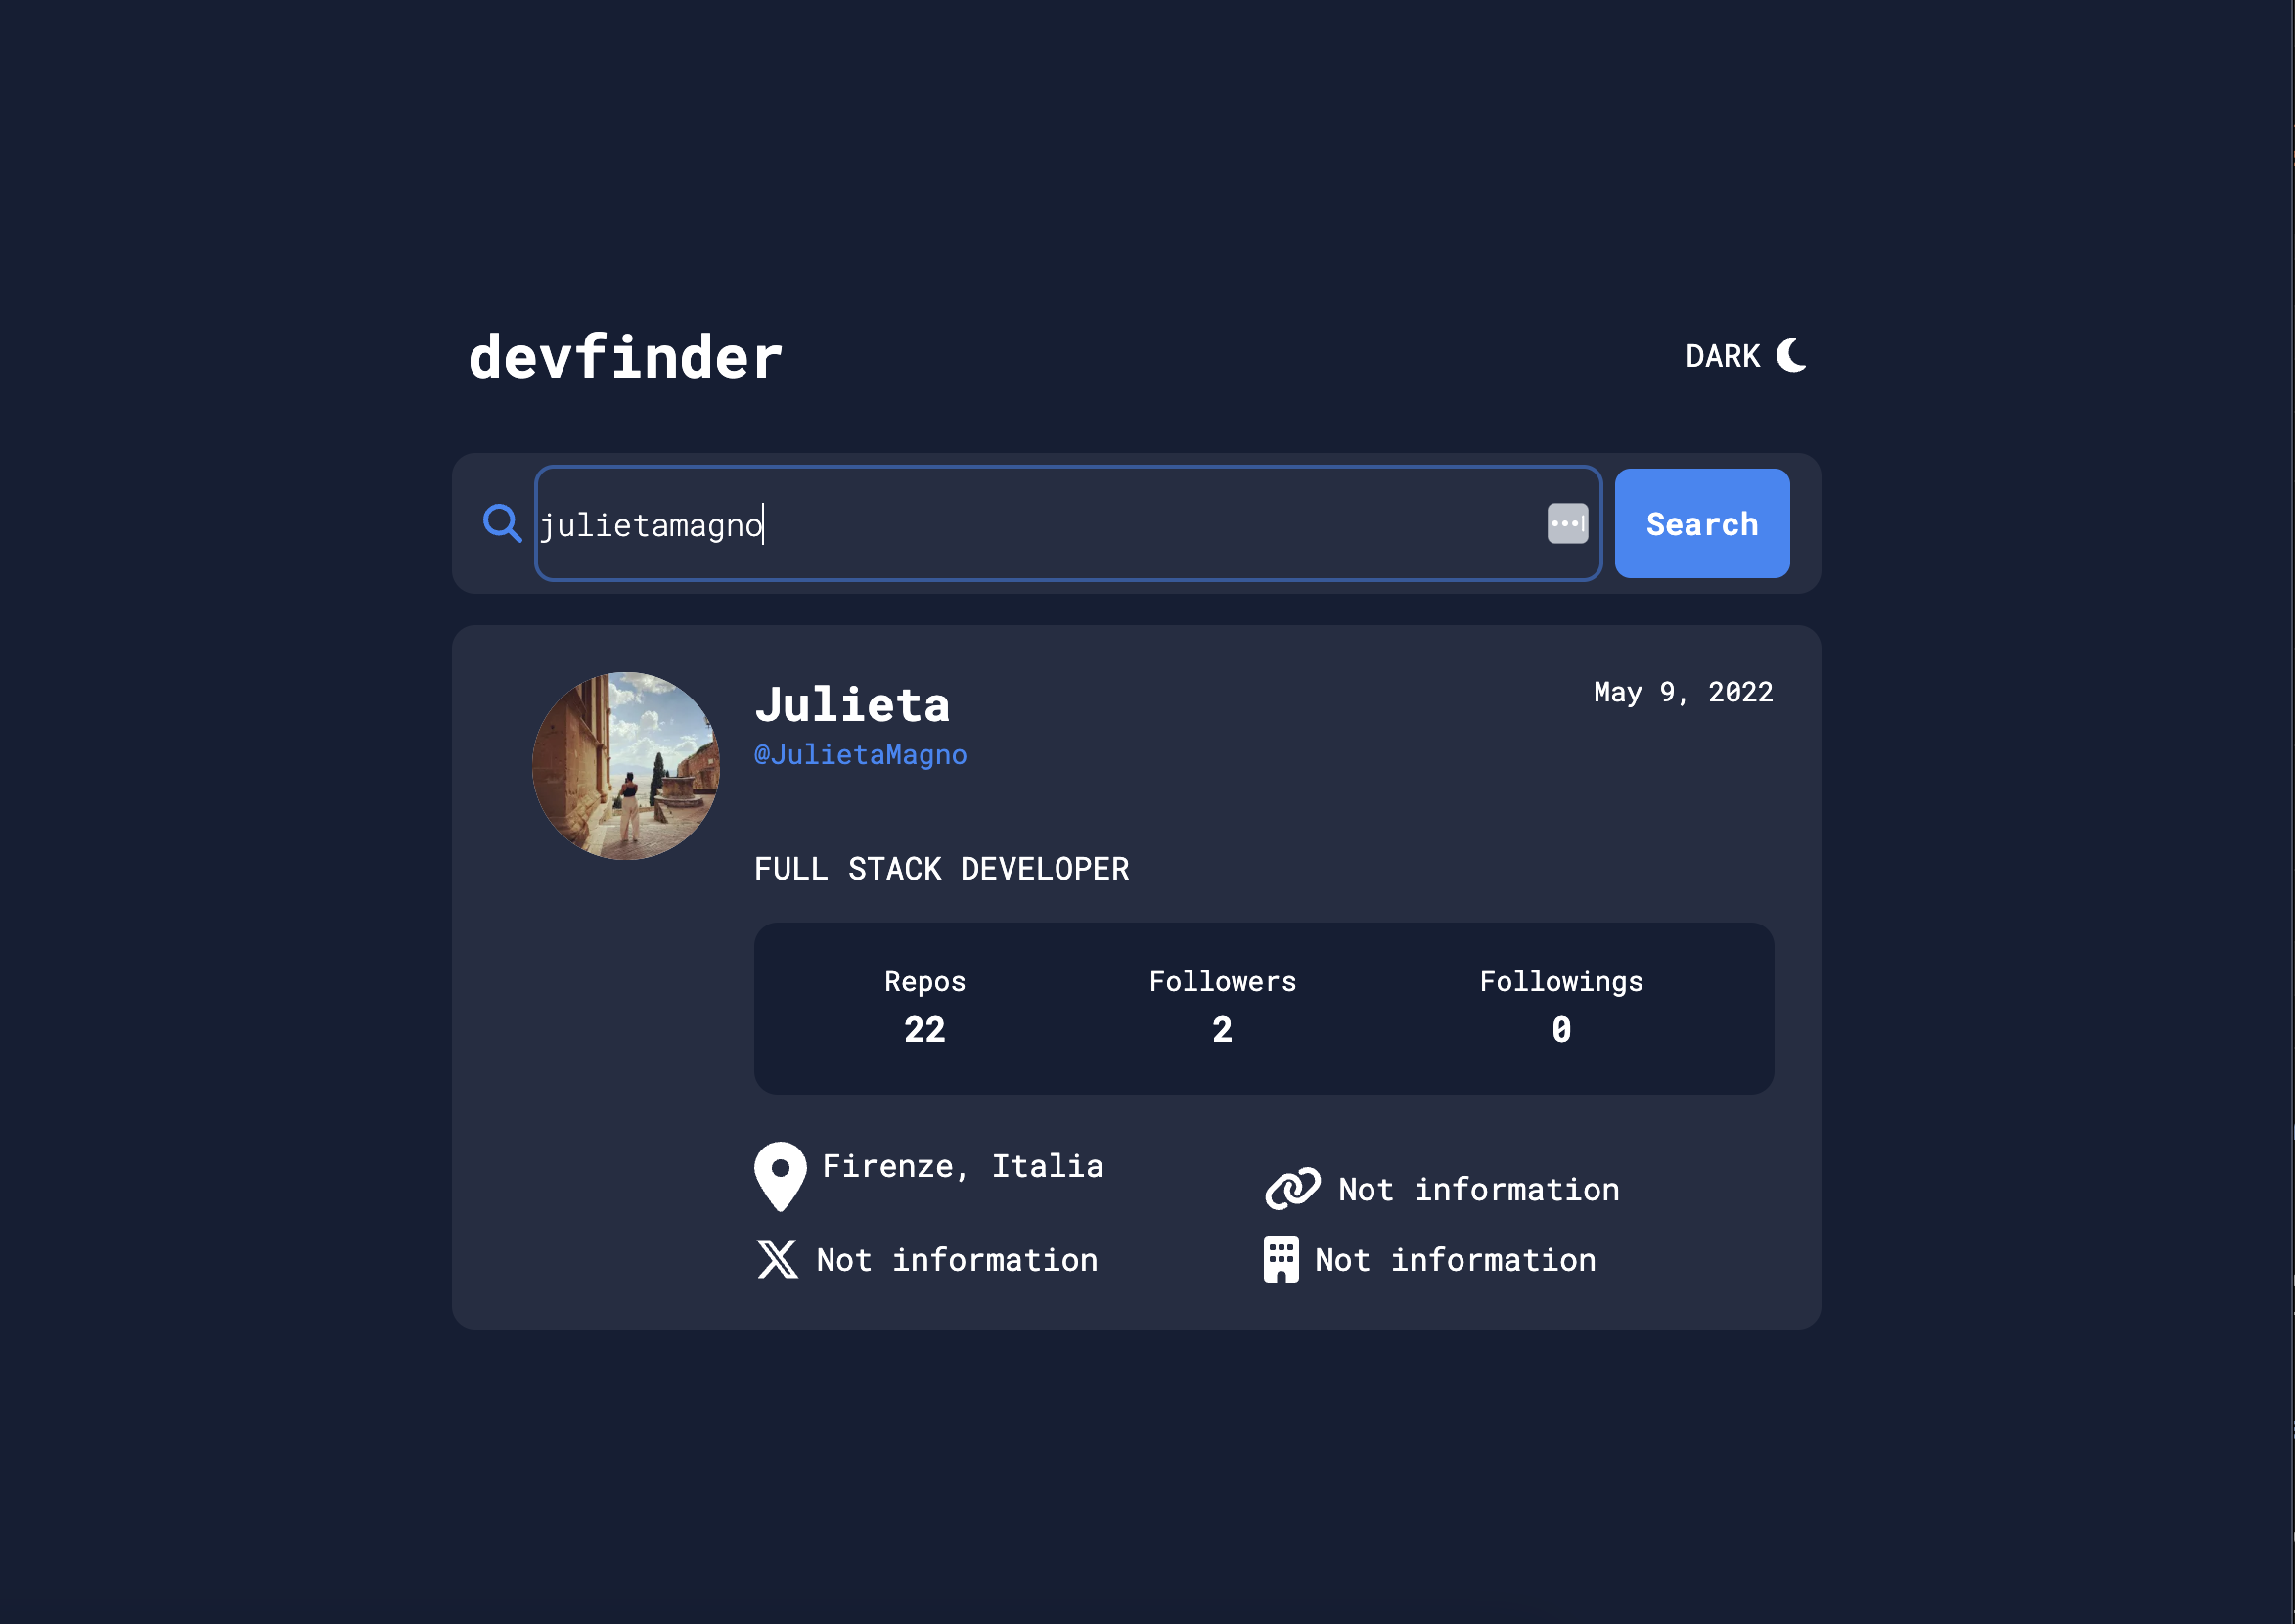 devfinder
DARK
julietamagno
Search
Julieta
May 9, 2022
@JulietaMagno
FULL STACK DEVELOPER
Repos Followers Followings
22 2 0
Firenze, Italia
Not information
Not information
Not information